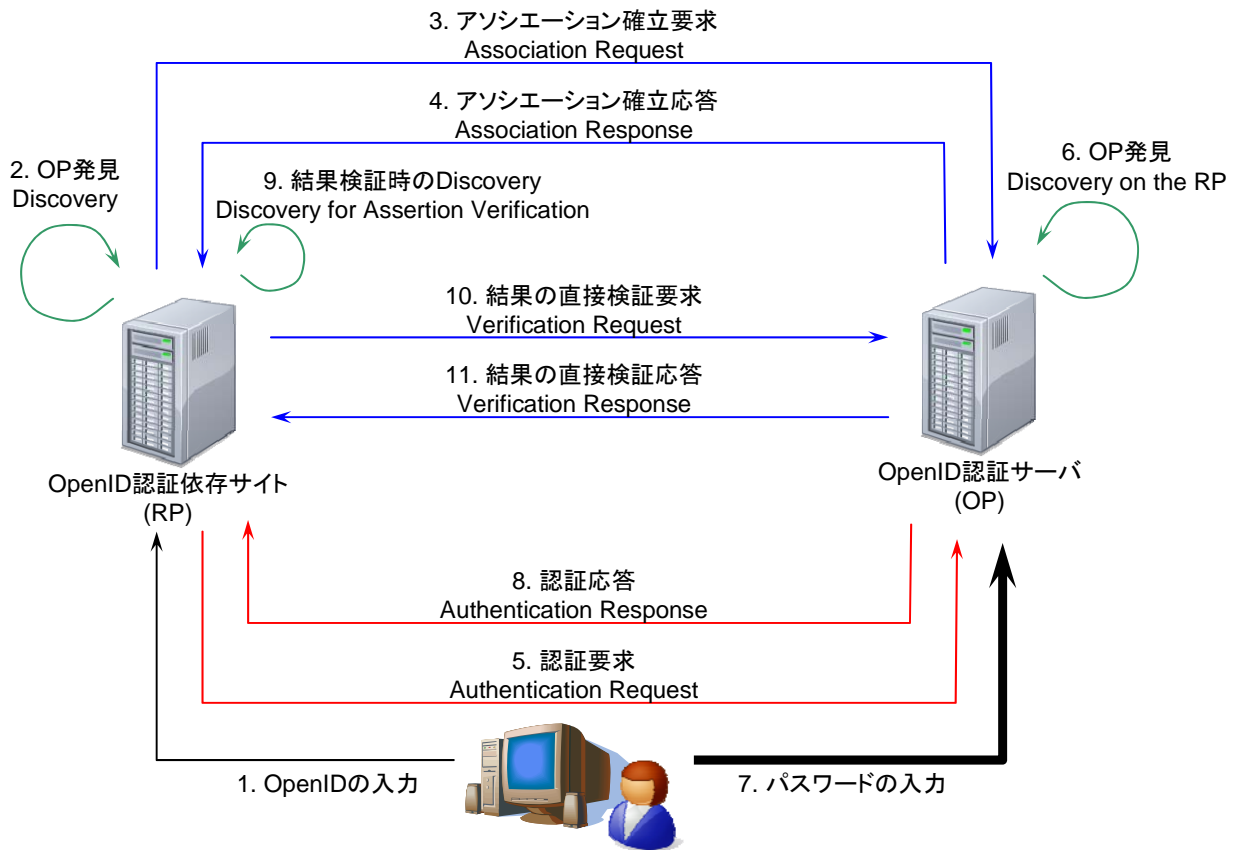 3. アソシエーション確立要求
Association Request
4. アソシエーション確立応答
Association Response
2. OP発見
Discovery
9. 結果検証時のDiscovery
Discovery for Assertion Verification
6. OP発見
Discovery on the RP
10. 結果の直接検証要求
Verification Request
11. 結果の直接検証応答
Verification Response
OpenID認証依存サイト
(RP)
OpenID認証サーバ
(OP)
8. 認証応答
Authentication Response
5. 認証要求
Authentication Request
1. OpenIDの入力
7. パスワードの入力